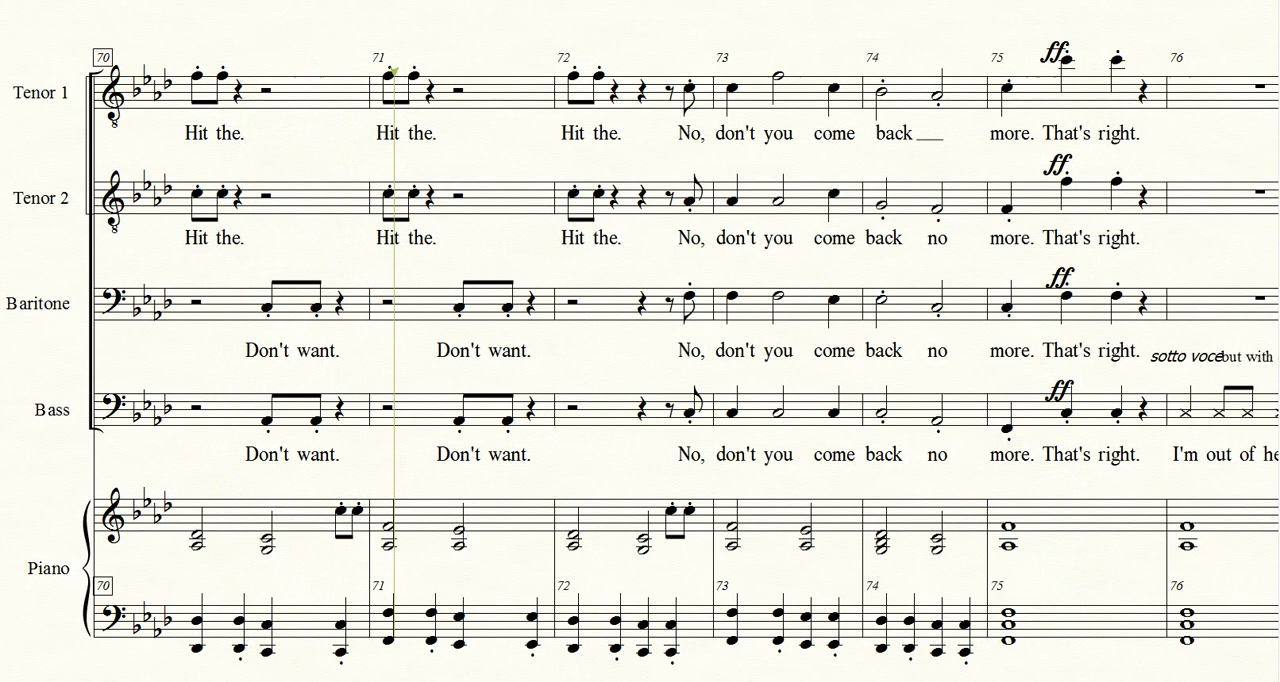 70 71 72 73 74 75 76
ff
Tenor 1
Hit the. Hit the. Hit the. No, don't you come back___ more. That's right.
ff
Tenor 2
Hit the. Hit the. Hit the. No, don't you come back no more. That's right.
ff
Baritone
Don't want. Don't want. No, don't you come back no more. That's right.
sotto voce but with
ff
Bass
Don't want. Don't want. No, don't you come back no more. That's right. I'm out of he
Piano
70 71 72 73 74 75 76